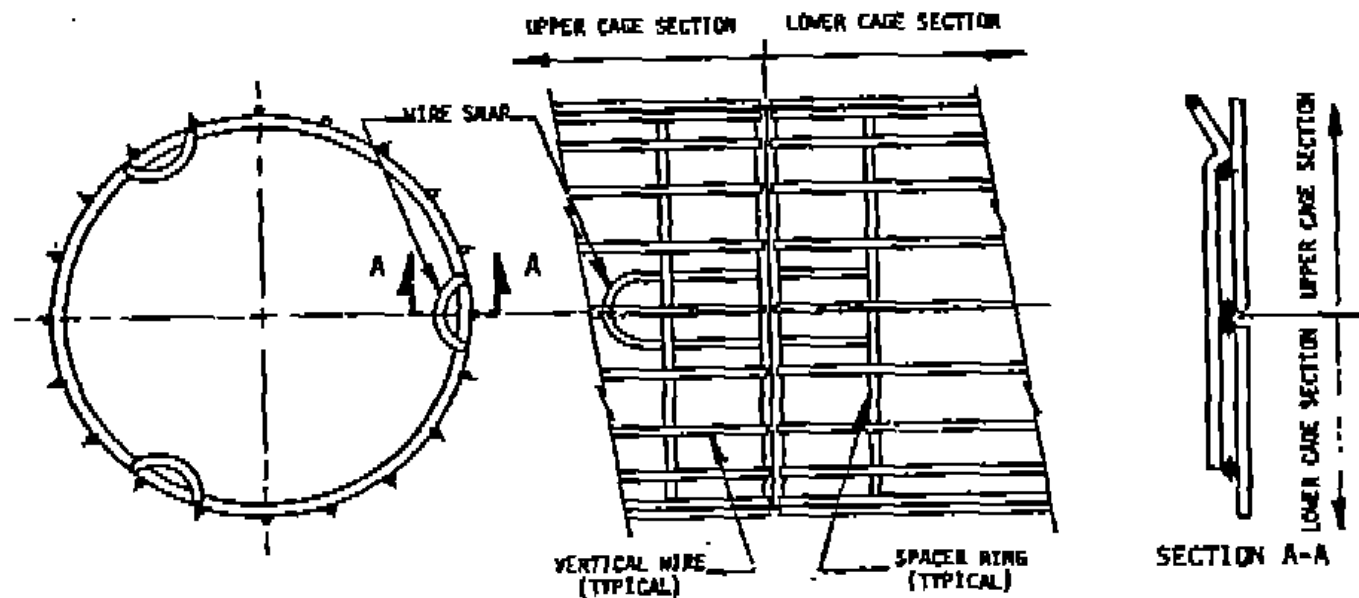 UPPER CAGE SECTION
LOWER CAGE SECTION
WIRE SNAP
A
A
VERTICAL WIRE
(TYPICAL)
SPACER RING
(TYPICAL)
UPPER CAGE SECTION
LOWER CAGE SECTION
SECTION A-A